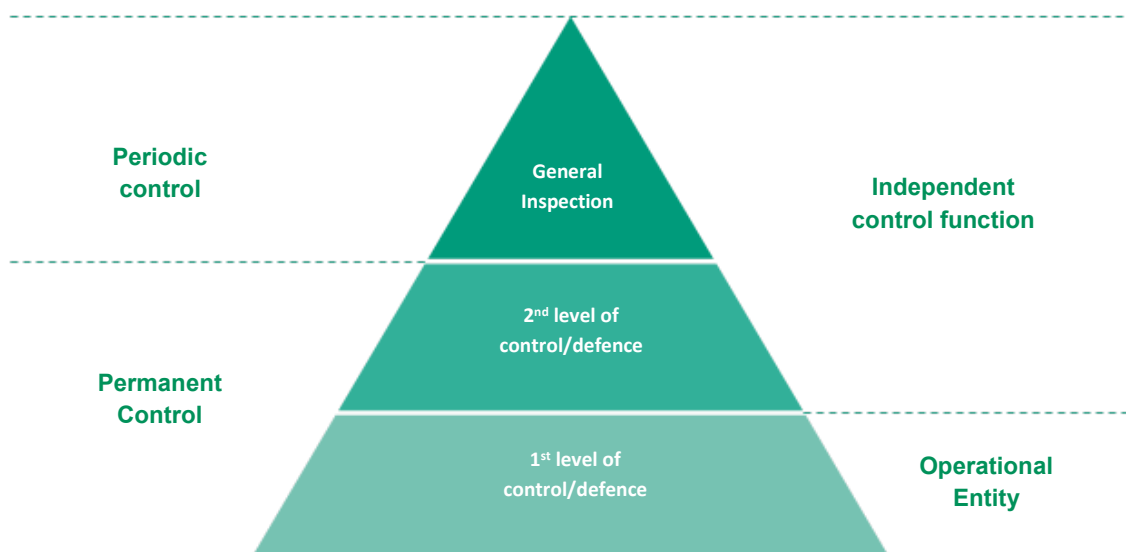 Periodic
control
General
Inspection
Independent
control function
2nd level of
control/defence
Permanent
Control
1st level of
control/defence
Operational
Entity